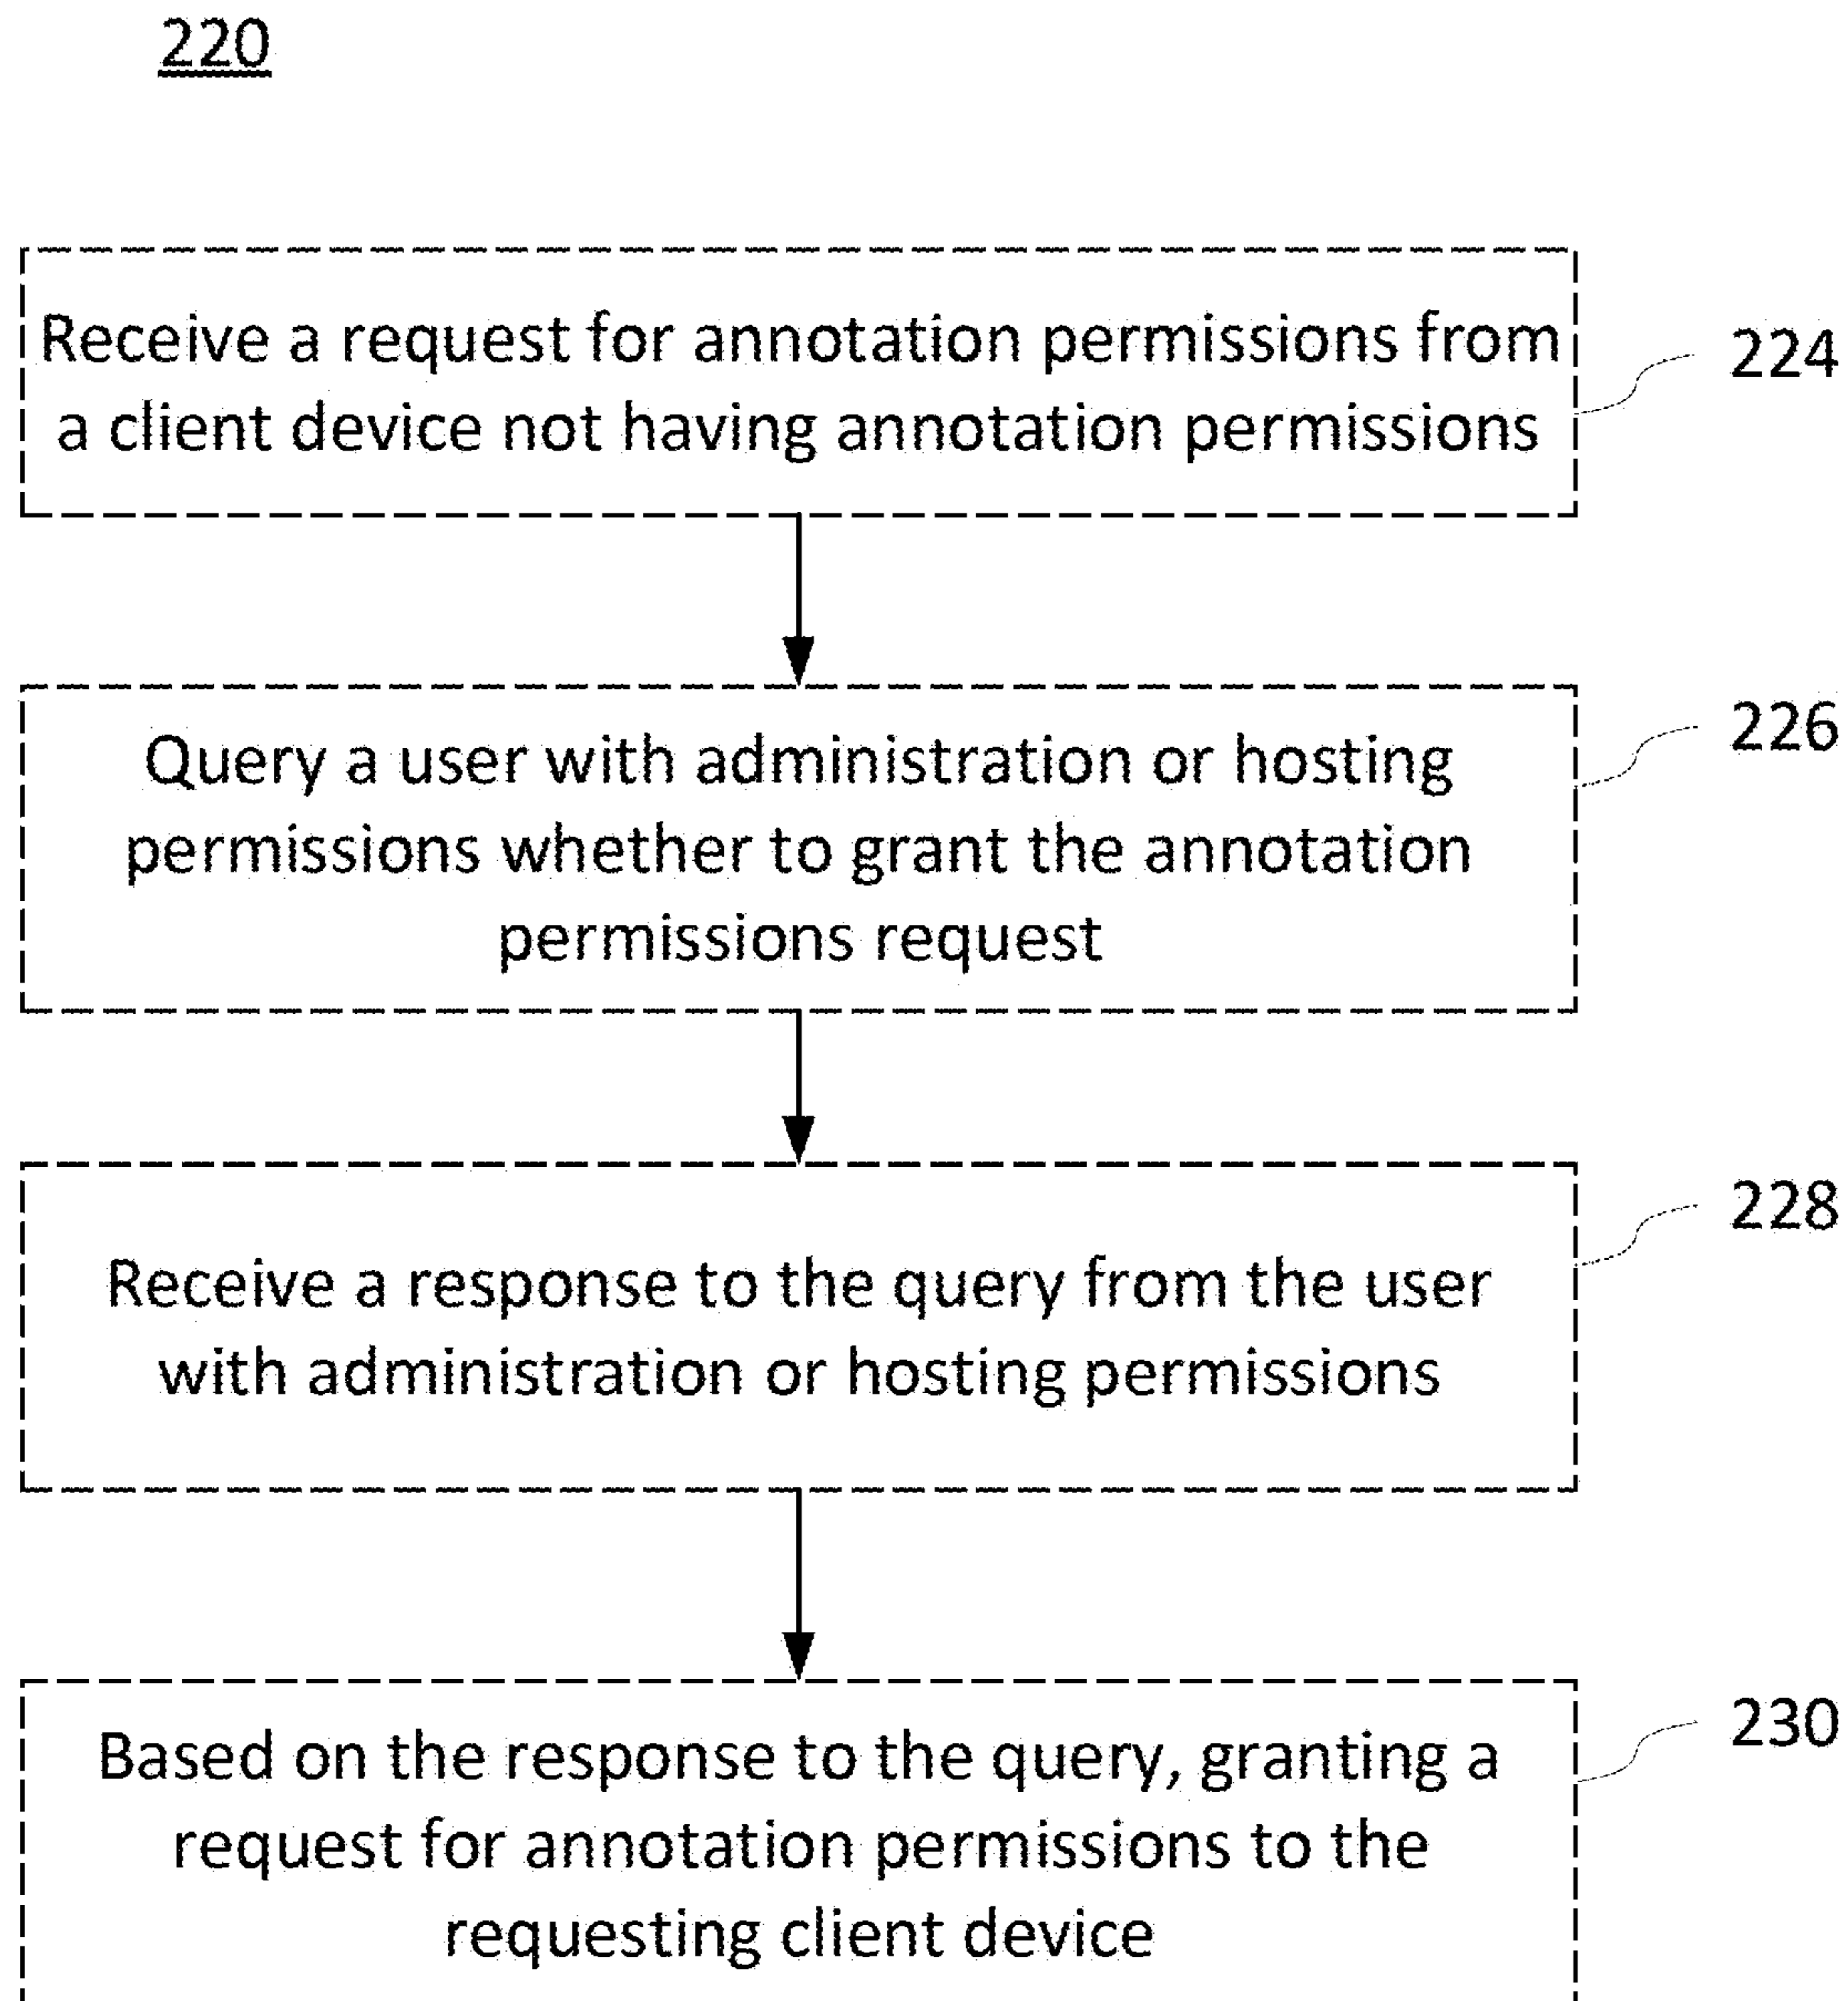 220
Receive a request for annotation permissions from
a client device not having annotation permissions
224
Query a user with administration or hosting
permissions whether to grant the annotation
permissions request
226
Receive a response to the query from the user
with administration or hosting permissions
228
Based on the response to the query, granting a
request for annotation permissions to the
requesting client device
230